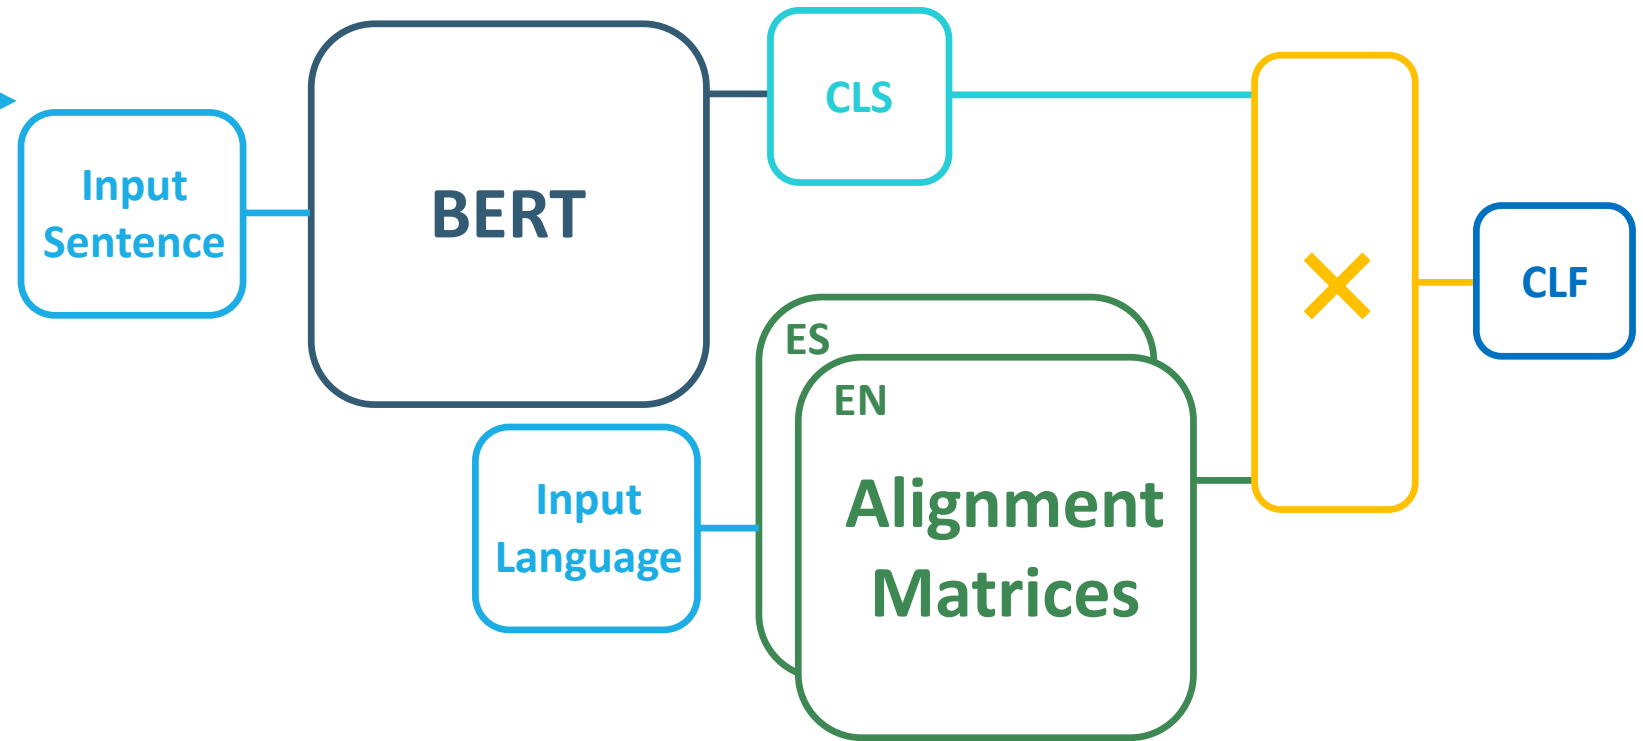 Input
Sentence
BERT
CLS
ES
EN
Alignment
Matrices
Input
Language
×
CLF